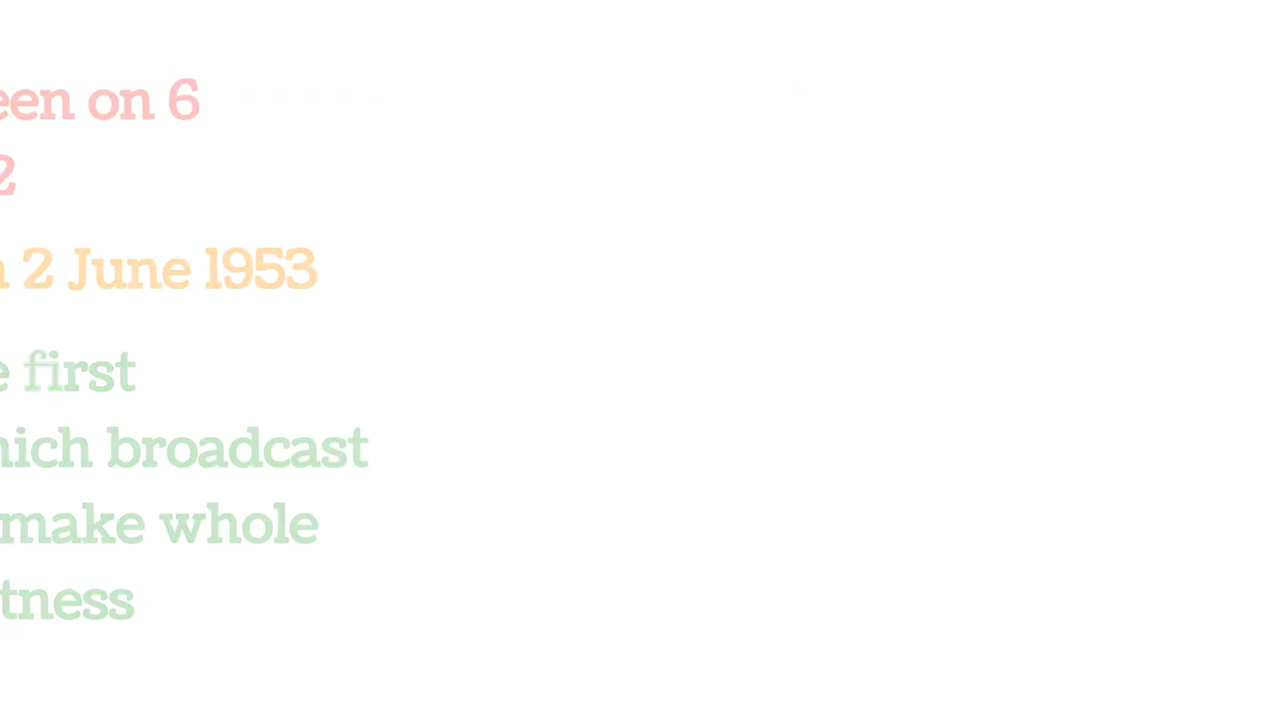 een on 6
2
2 June 1953
first
hich broadcast
make whole
tness